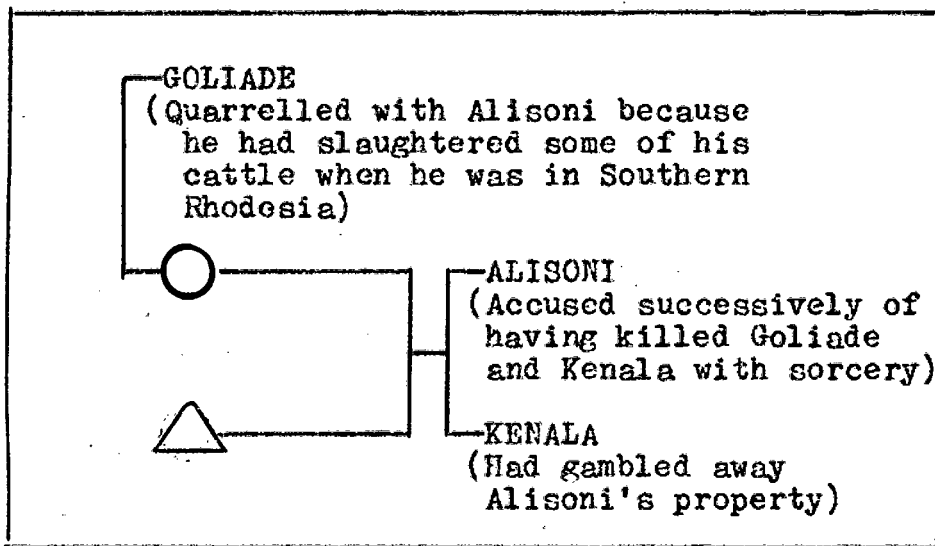 GOLIADE
(Quarrelled with Alisoni because
he had slaughtered some of his
cattle when he was in Southern
Rhodesia)
ALISONI
(Accused successively of
having killed Goliade
and Kenala with sorcery)
KENALA
(Had gambled away
Alisoni's property)